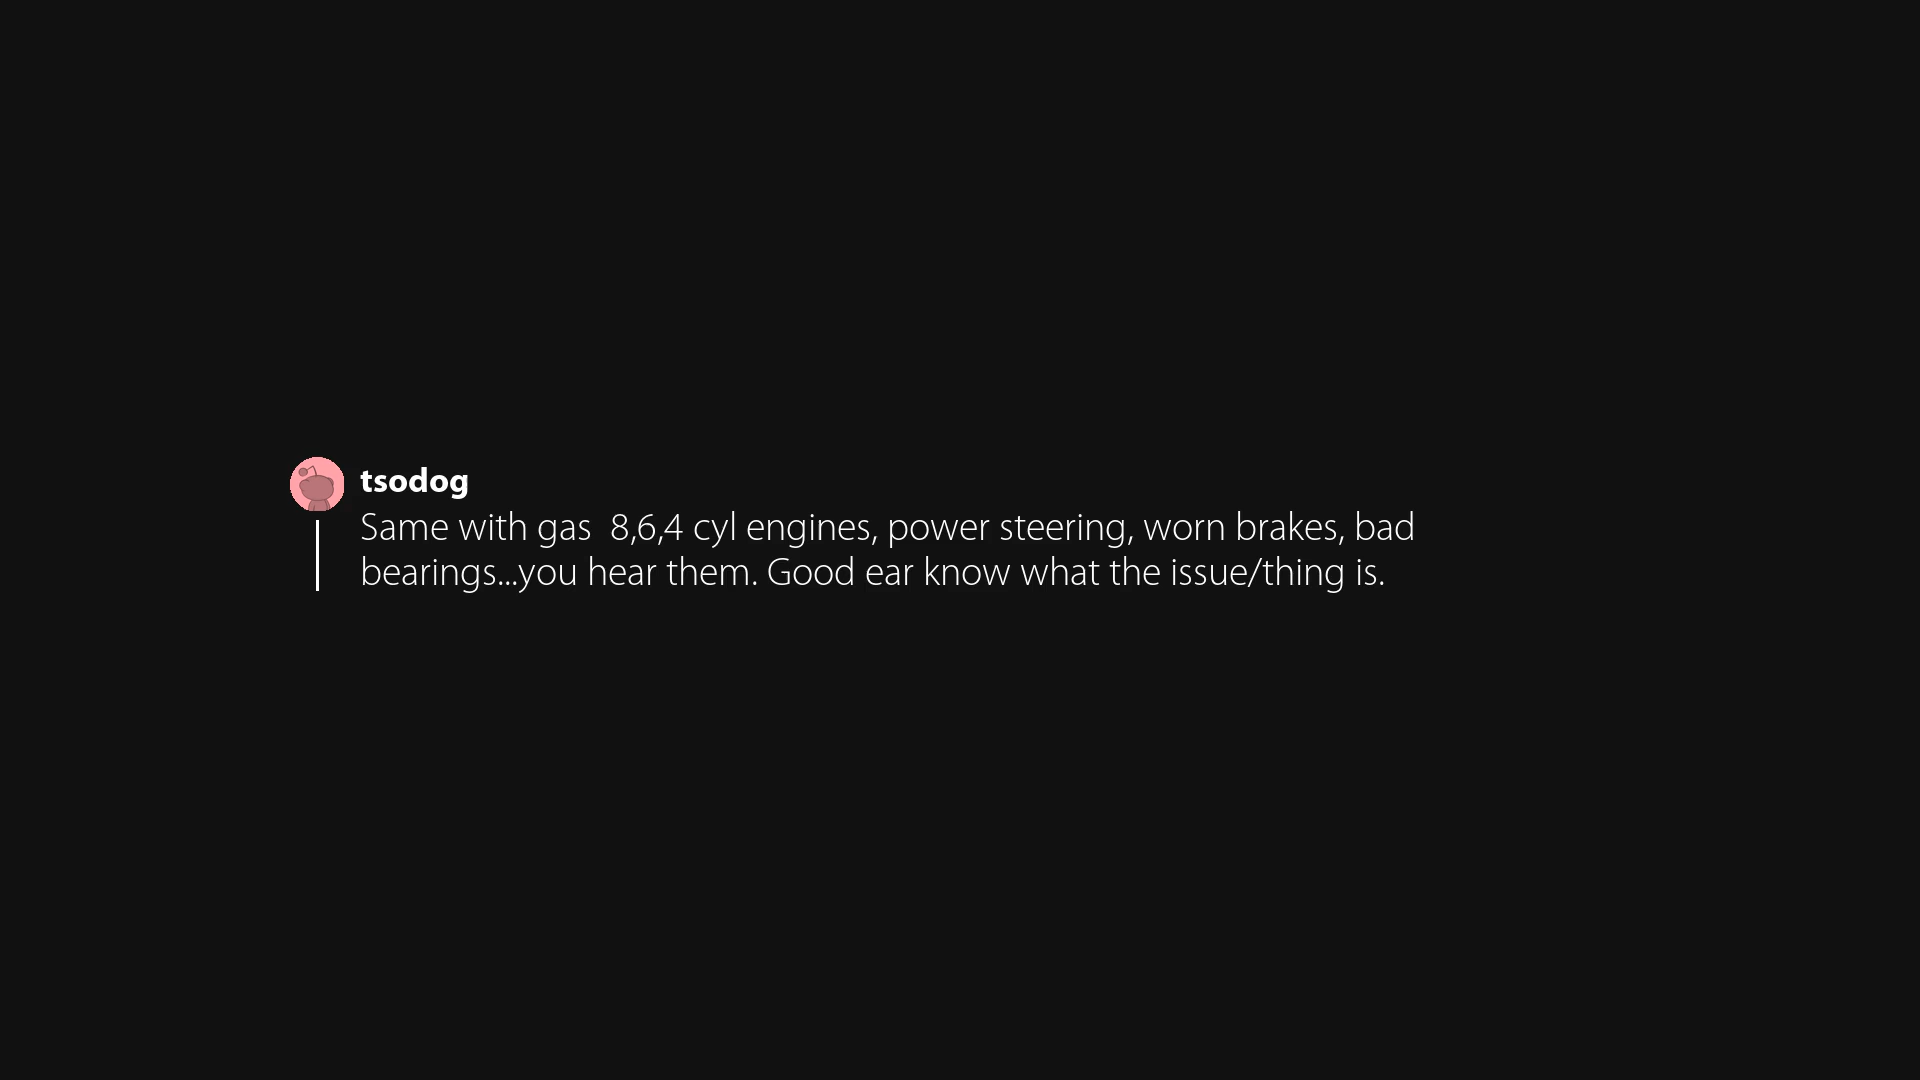 tsodog
Same with gas  8,6,4 cyl engines, power steering, worn brakes, bad
bearings...you hear them. Good ear know what the issue/thing is.